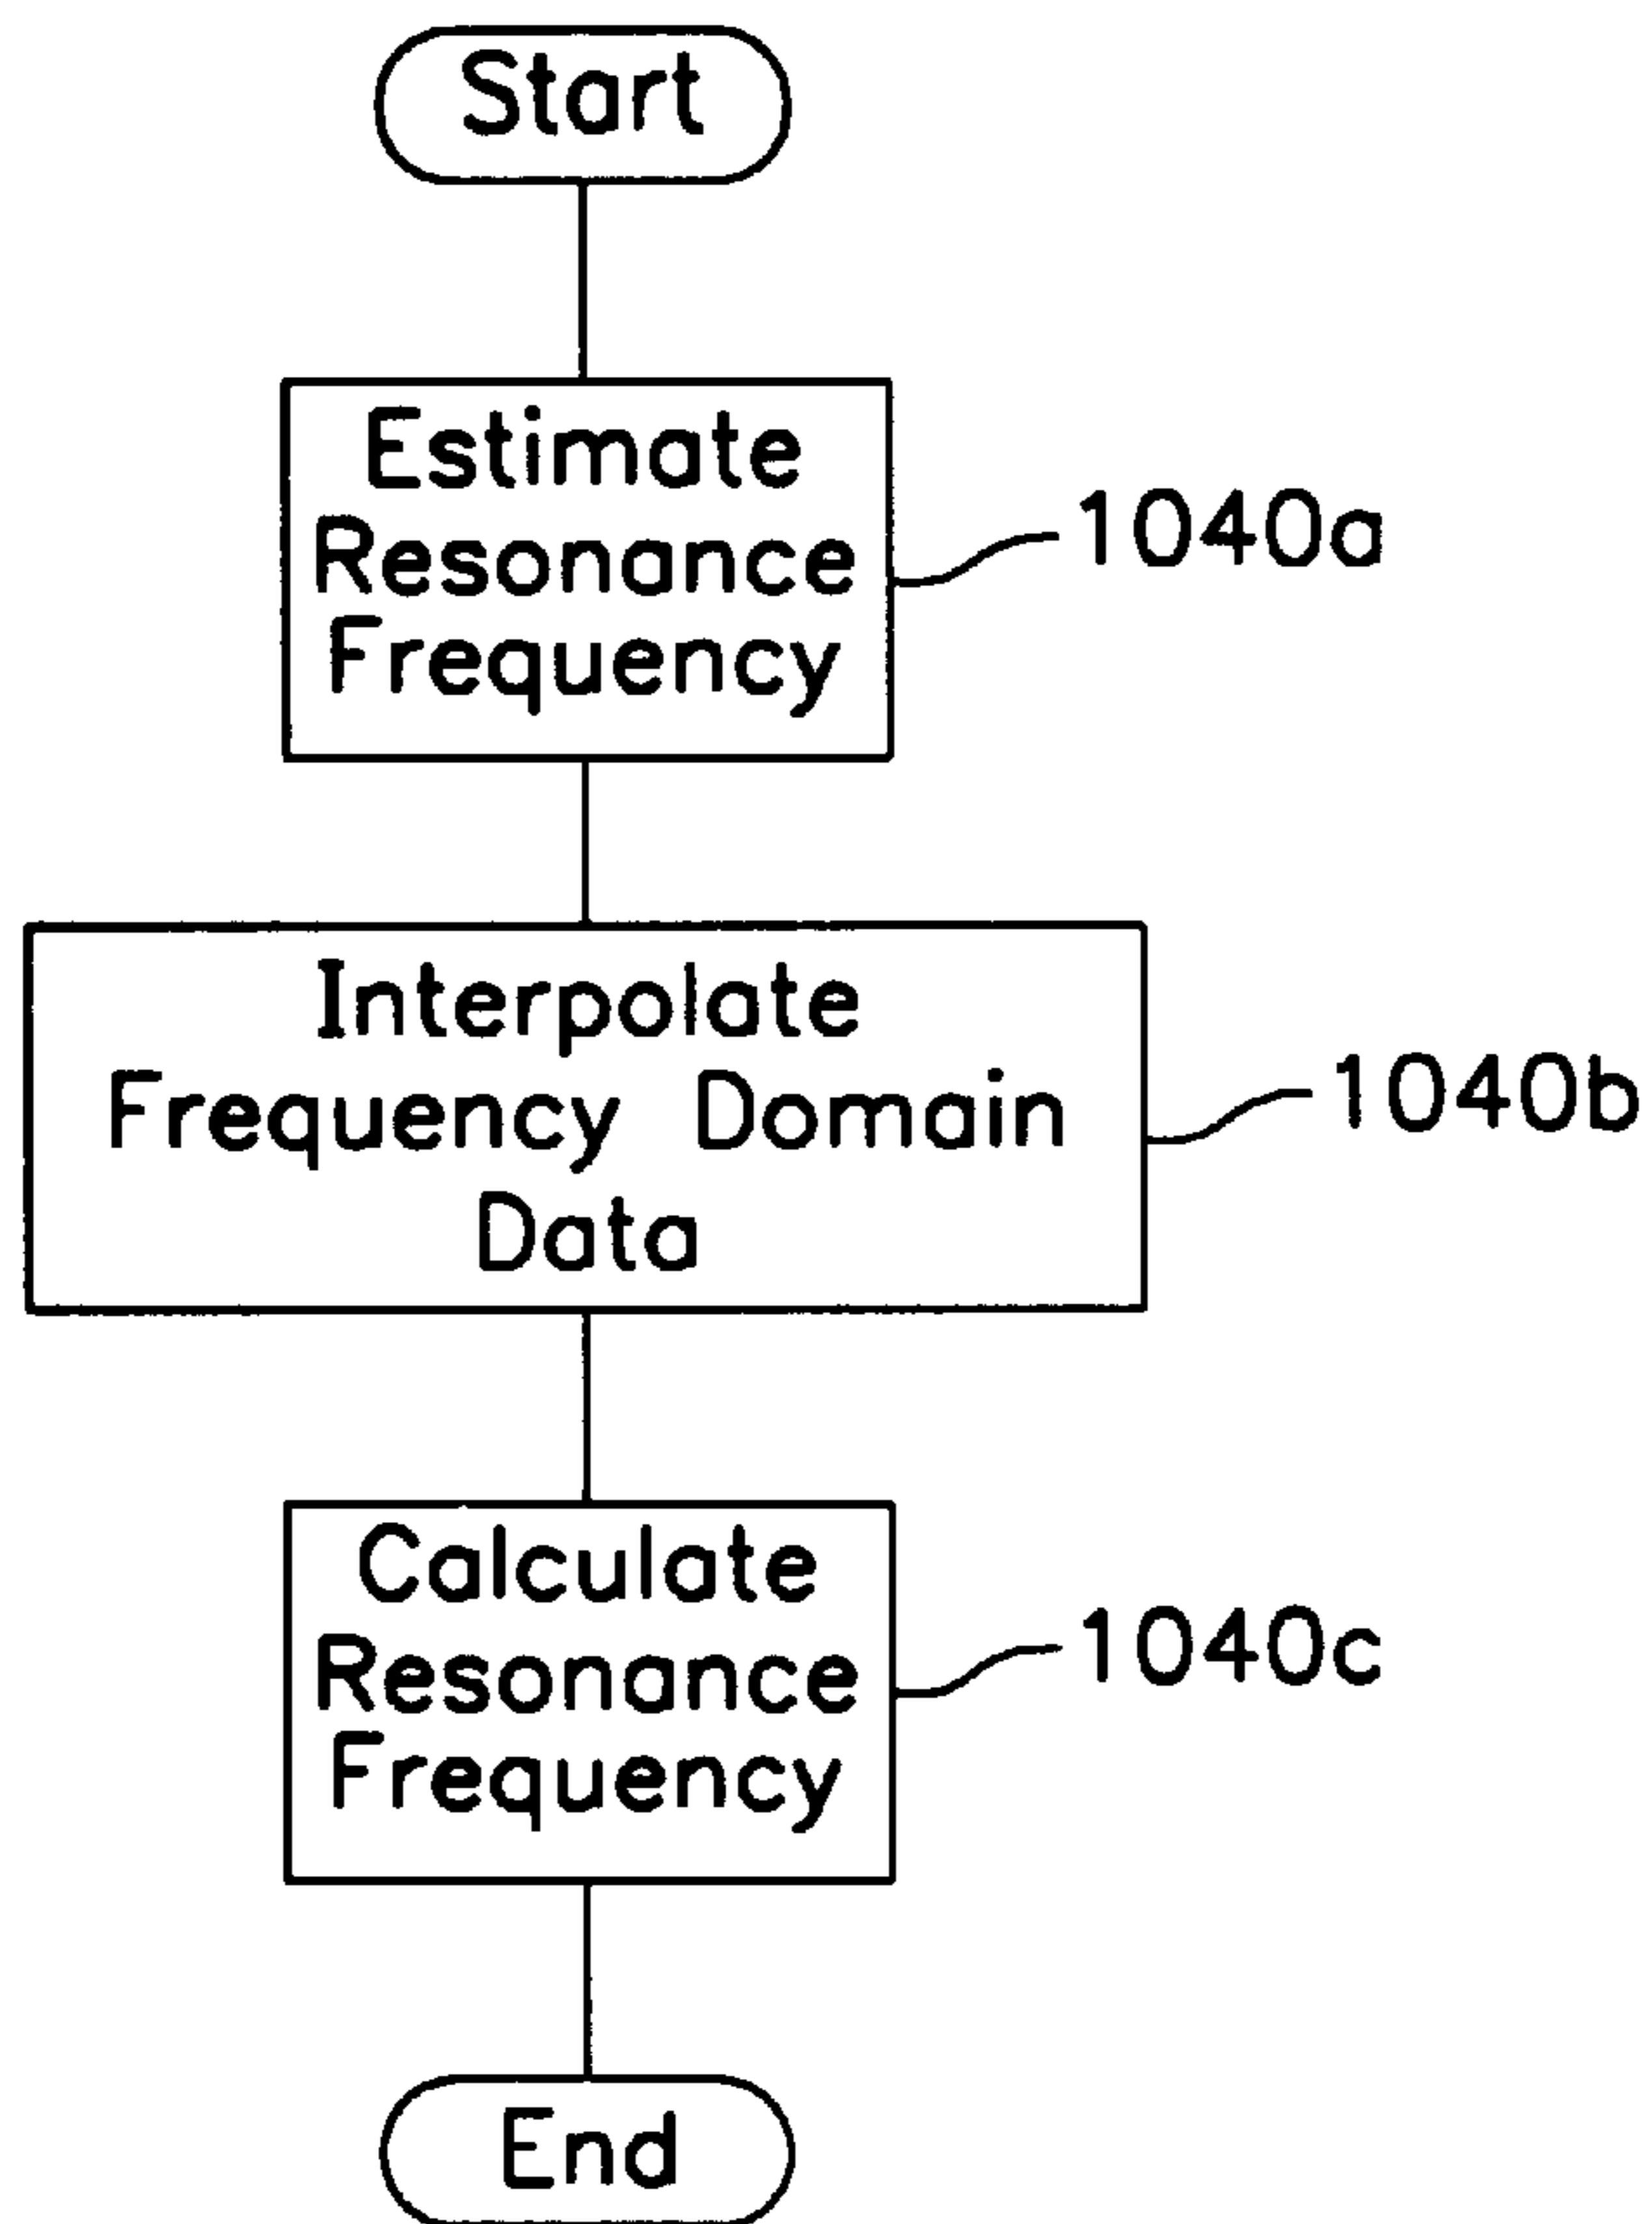 Start
Estimate
Resonance
Frequency
1040a
Interpolate
Frequency Domain
Data
1040b
Calculate
Resonance
Frequency
1040c
End